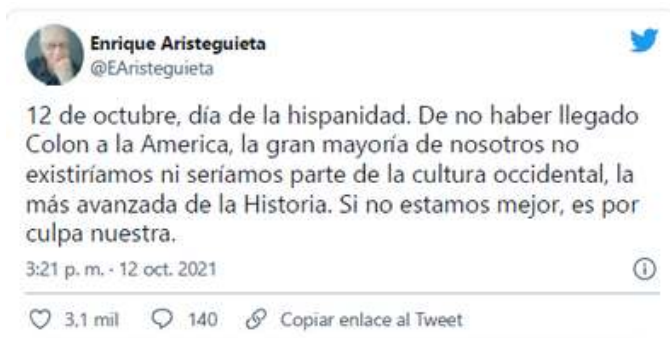 Enrique Aristeguieta
@EAristeguieta
12 de octubre, día de la hispanidad. De no haber llegado
Colon a la America, la gran mayoría de nosotros no
existiríamos ni seríamos parte de la cultura occidental, la
más avanzada de la Historia. Si no estamos mejor, es por
culpa nuestra.
3:21 p. m. · 12 oct. 2021
3,1 mil 140 Copiar enlace al Tweet